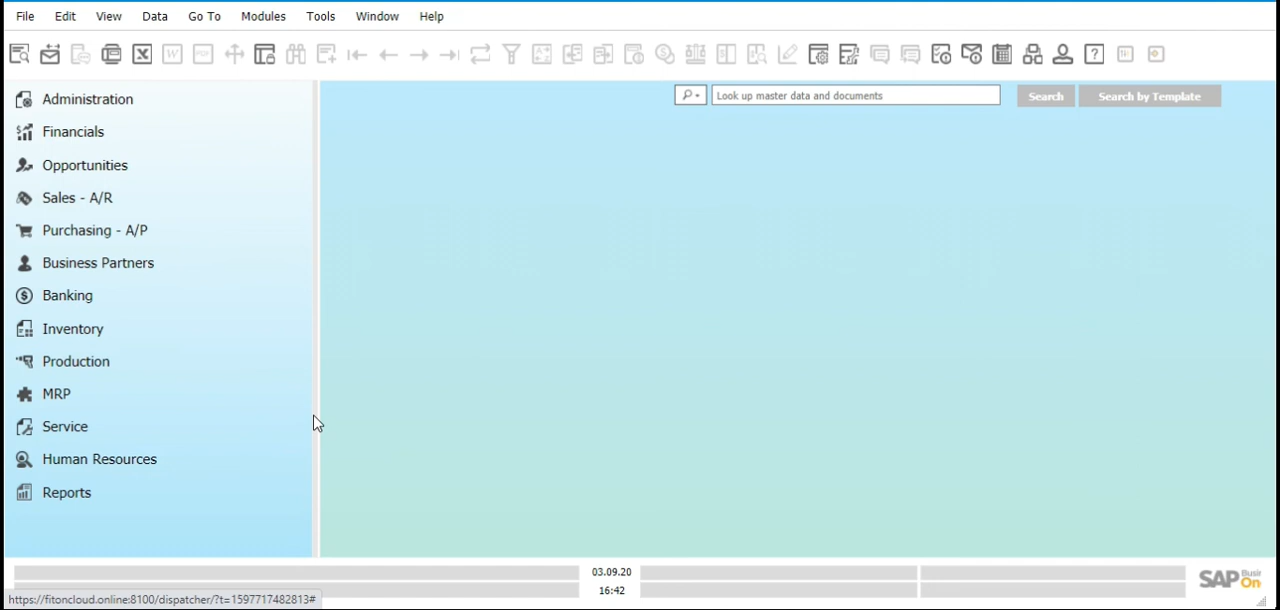 File Edit View Data Go To Modules Tools Window Help
Look up master data and documents Search Search by Template
Administration
Financials
Opportunities
Sales - A/R
Purchasing - A/P
Business Partners
Banking
Inventory
Production
MRP
Service
Human Resources
Reports
03.09.20
16:42
SAP Busin
On
https://fitoncloud.online:8100/dispatcher/?t=1597717482813#